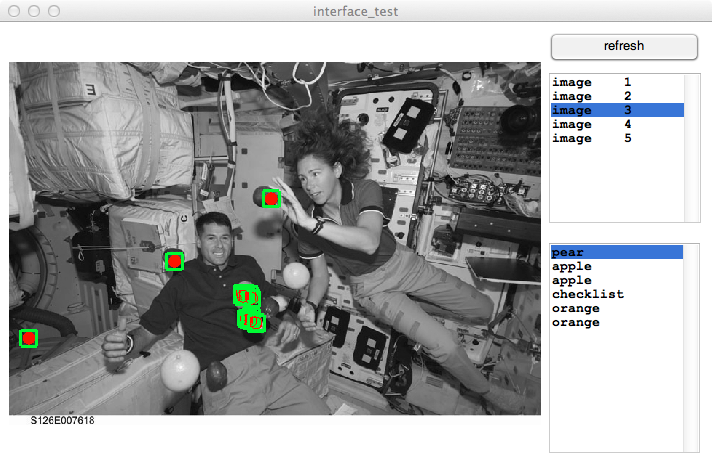 interface_test
refresh
image 1
image 2
image 3
image 4
image 5
pear
apple
apple
checklist
orange
orange
S126E007618